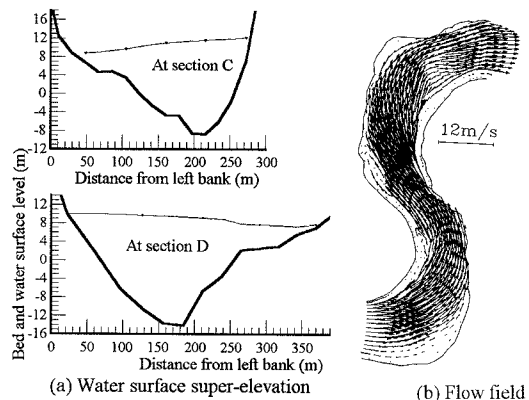 Bed and water surface level (m)
16
12
8
4
0
-4
-8
12
At section C
0 50 100 150 200 250 300
Distance from left bank (m)
12
8
4
0
-4
-8
-12
-16
At section D
0 50 100 150 200 250 300 350
Distance from left bank (m)
(a) Water surface super-elevation
12m/s
(b) Flow field